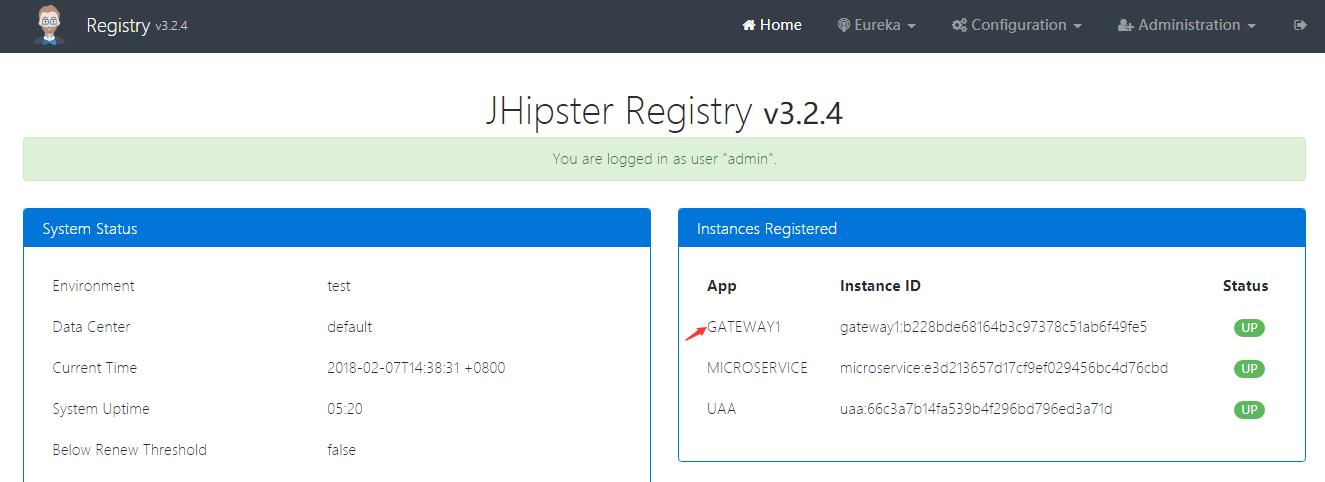 Registry v3.2.4 Home Eureka Configuration Administration
JHipster Registry v3.2.4
You are logged in as user "admin".
System Status
Environment test
Data Center default
Current Time 2018-02-07T14:38:31 +0800
System Uptime 05:20
Below Renew Threshold false
Instances Registered
App Instance ID Status
GATEWAY1 gateway1:b228bde68164b3c97378c51ab6f49fe5 UP
MICROSERVICE microservice:e3d213657d17cf9ef029456bc4d76cbd UP
UAA uaa:66c3a7b14fa539b4f296bd796ed3a71d UP